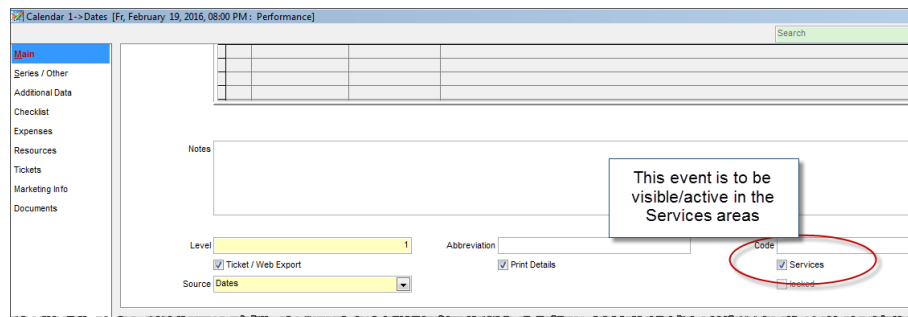 Calendar 1->Dates [Fr, February 19, 2016, 08:00 PM : Performance]
Search
Main
Series / Other
Additional Data
Checklist
Expenses
Resources
Tickets
Marketing Info
Documents
Notes
This event is to be
visible/active in the
Services areas
Level 1 Abbreviation Code
Ticket / Web Export Print Details Services
Source Dates locked